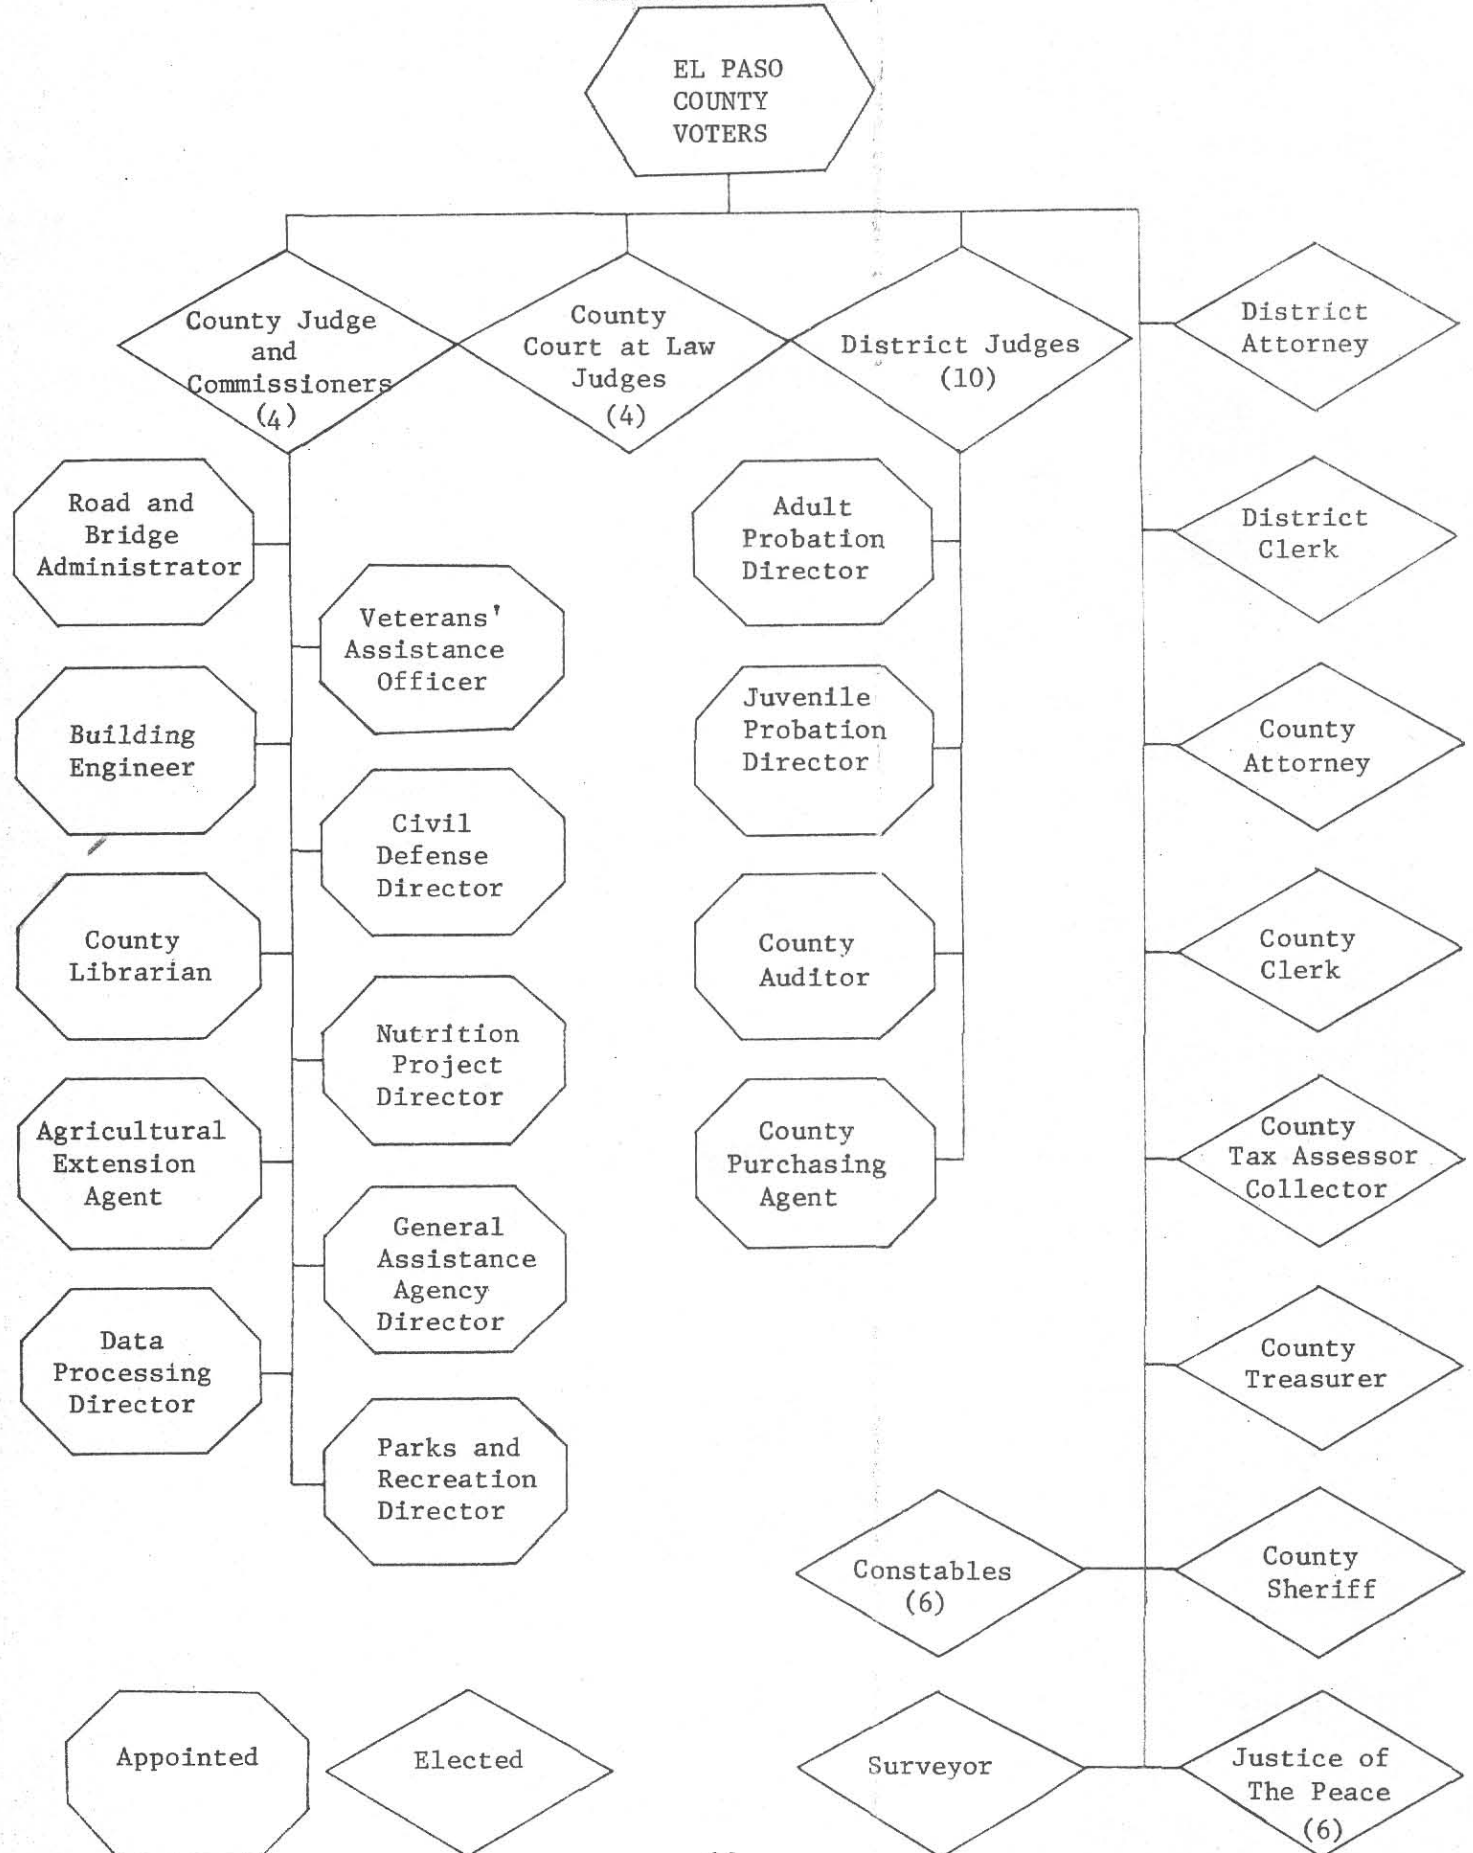 EL PASO
COUNTY
VOTERS
County Judge
and
Commissioners
(4)
County
Court at Law
Judges
(4)
District Judges
(10)
District
Attorney
Road and
Bridge
Administrator
Adult
Probation
Director
District
Clerk
Veterans'
Assistance
Officer
Building
Engineer
Juvenile
Probation
Director
County
Attorney
Civil
Defense
Director
County
Librarian
County
Auditor
County
Clerk
Nutrition
Project
Director
Agricultural
Extension
Agent
County
Purchasing
Agent
County
Tax Assessor
Collector
General
Assistance
Agency
Director
Data
Processing
Director
County
Treasurer
Parks and
Recreation
Director
Constables
(6)
County
Sheriff
Appointed
Elected
Surveyor
Justice of
The Peace
(6)